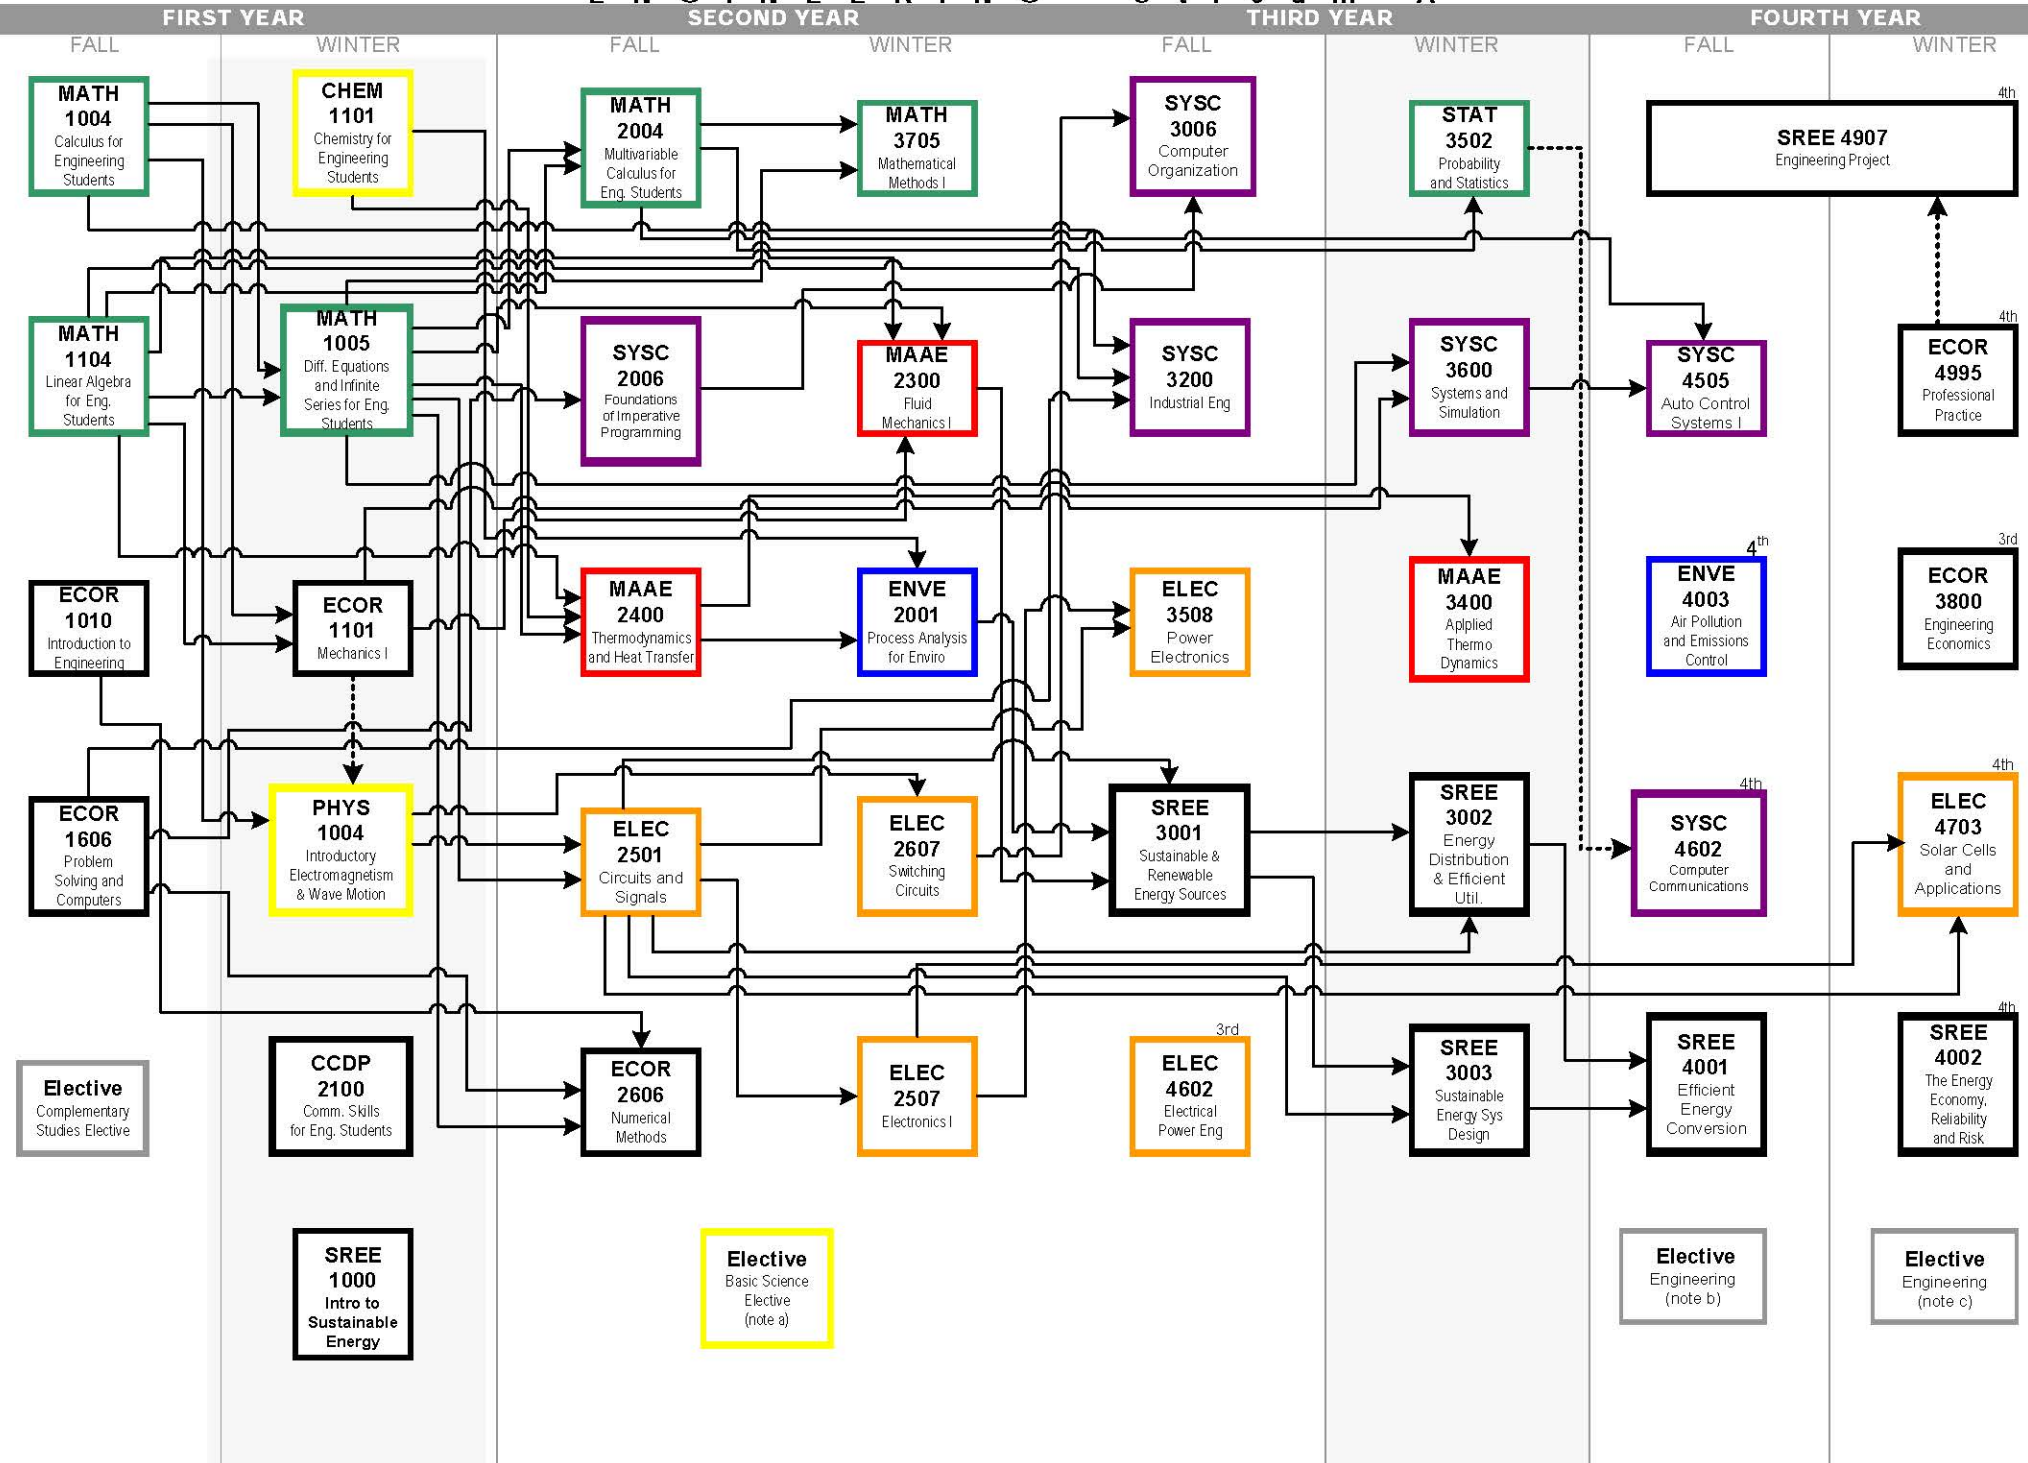 FIRST YEAR
SECOND YEAR
THIRD YEAR
FOURTH YEAR
FALL
WINTER
FALL
WINTER
FALL
WINTER
FALL
WINTER
MATH
1004
Calculus for
Engineering
Students
CHEM
1101
Chemistry for
Engineering
Students
MATH
2004
Multivariable
Calculus for
Eng. Students
MATH
3705
Mathematical
Methods I
SYSC
3006
Computer
Organization
STAT
3502
Probability
and Statistics
4th
SREE 4907
Engineering Project
MATH
1104
Linear Algebra
for Eng.
Students
MATH
1005
Diff. Equations
and Infinite
Series for Eng.
Students
SYSC
2006
Foundations
of Imperative
Programming
MAAE
2300
Fluid
Mechanics I
SYSC
3200
Industrial Eng
SYSC
3600
Systems and
Simulation
SYSC
4505
Auto Control
Systems I
4th
ECOR
4995
Professional
Practice
ECOR
1010
Introduction to
Engineering
ECOR
1101
Mechanics I
MAAE
2400
Thermodynamics
and Heat Transfer
ENVE
2001
Process Analysis
for Enviro
ELEC
3508
Power
Electronics
MAAE
3400
Aplplied
Thermo
Dynamics
4th
ENVE
4003
Air Pollution
and Emissions
Control
3rd
ECOR
3800
Engineering
Economics
ECOR
1606
Problem
Solving and
Computers
PHYS
1004
Introductory
Electromagnetism
& Wave Motion
ELEC
2501
Circuits and
Signals
ELEC
2607
Switching
Circuits
SREE
3001
Sustainable &
Renewable
Energy Sources
SREE
3002
Energy
Distribution
& Efficient
Util.
4th
SYSC
4602
Computer
Communications
4th
ELEC
4703
Solar Cells
and
Applications
Elective
Complementary
Studies Elective
CCDP
2100
Comm. Skills
for Eng. Students
ECOR
2606
Numerical
Methods
ELEC
2507
Electronics I
3rd
ELEC
4602
Electrical
Power Eng
SREE
3003
Sustainable
Energy Sys
Design
SREE
4001
Efficient
Energy
Conversion
4th
SREE
4002
The Energy
Economy,
Reliability
and Risk
SREE
1000
Intro to
Sustainable
Energy
Elective
Basic Science
Elective
(note a)
Elective
Engineering
(note b)
Elective
Engineering
(note c)